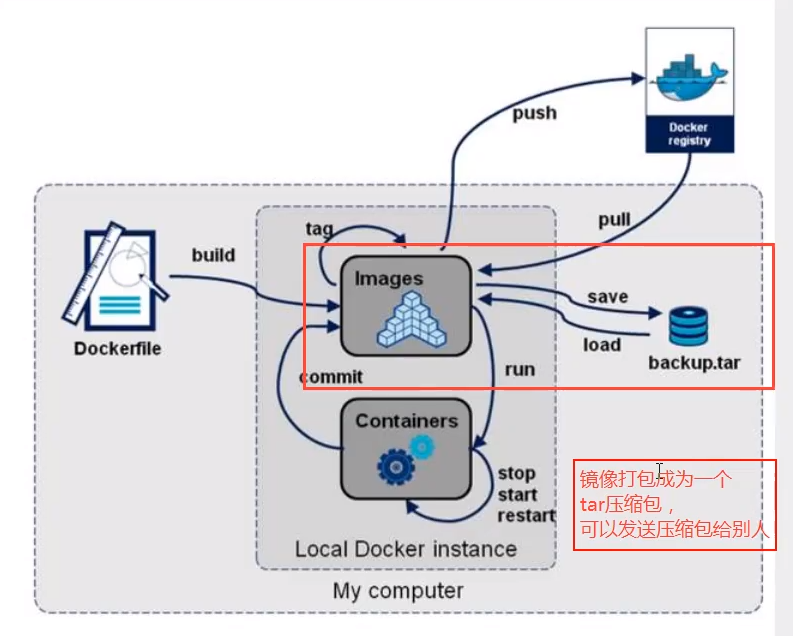 push
Docker
registry
pull
tag
build
Images
save
load
backup.tar
Dockerfile
commit
run
Containers
stop
start
restart
镜像打包成为一个
tar压缩包，
可以发送压缩包给别人
Local Docker instance
My computer